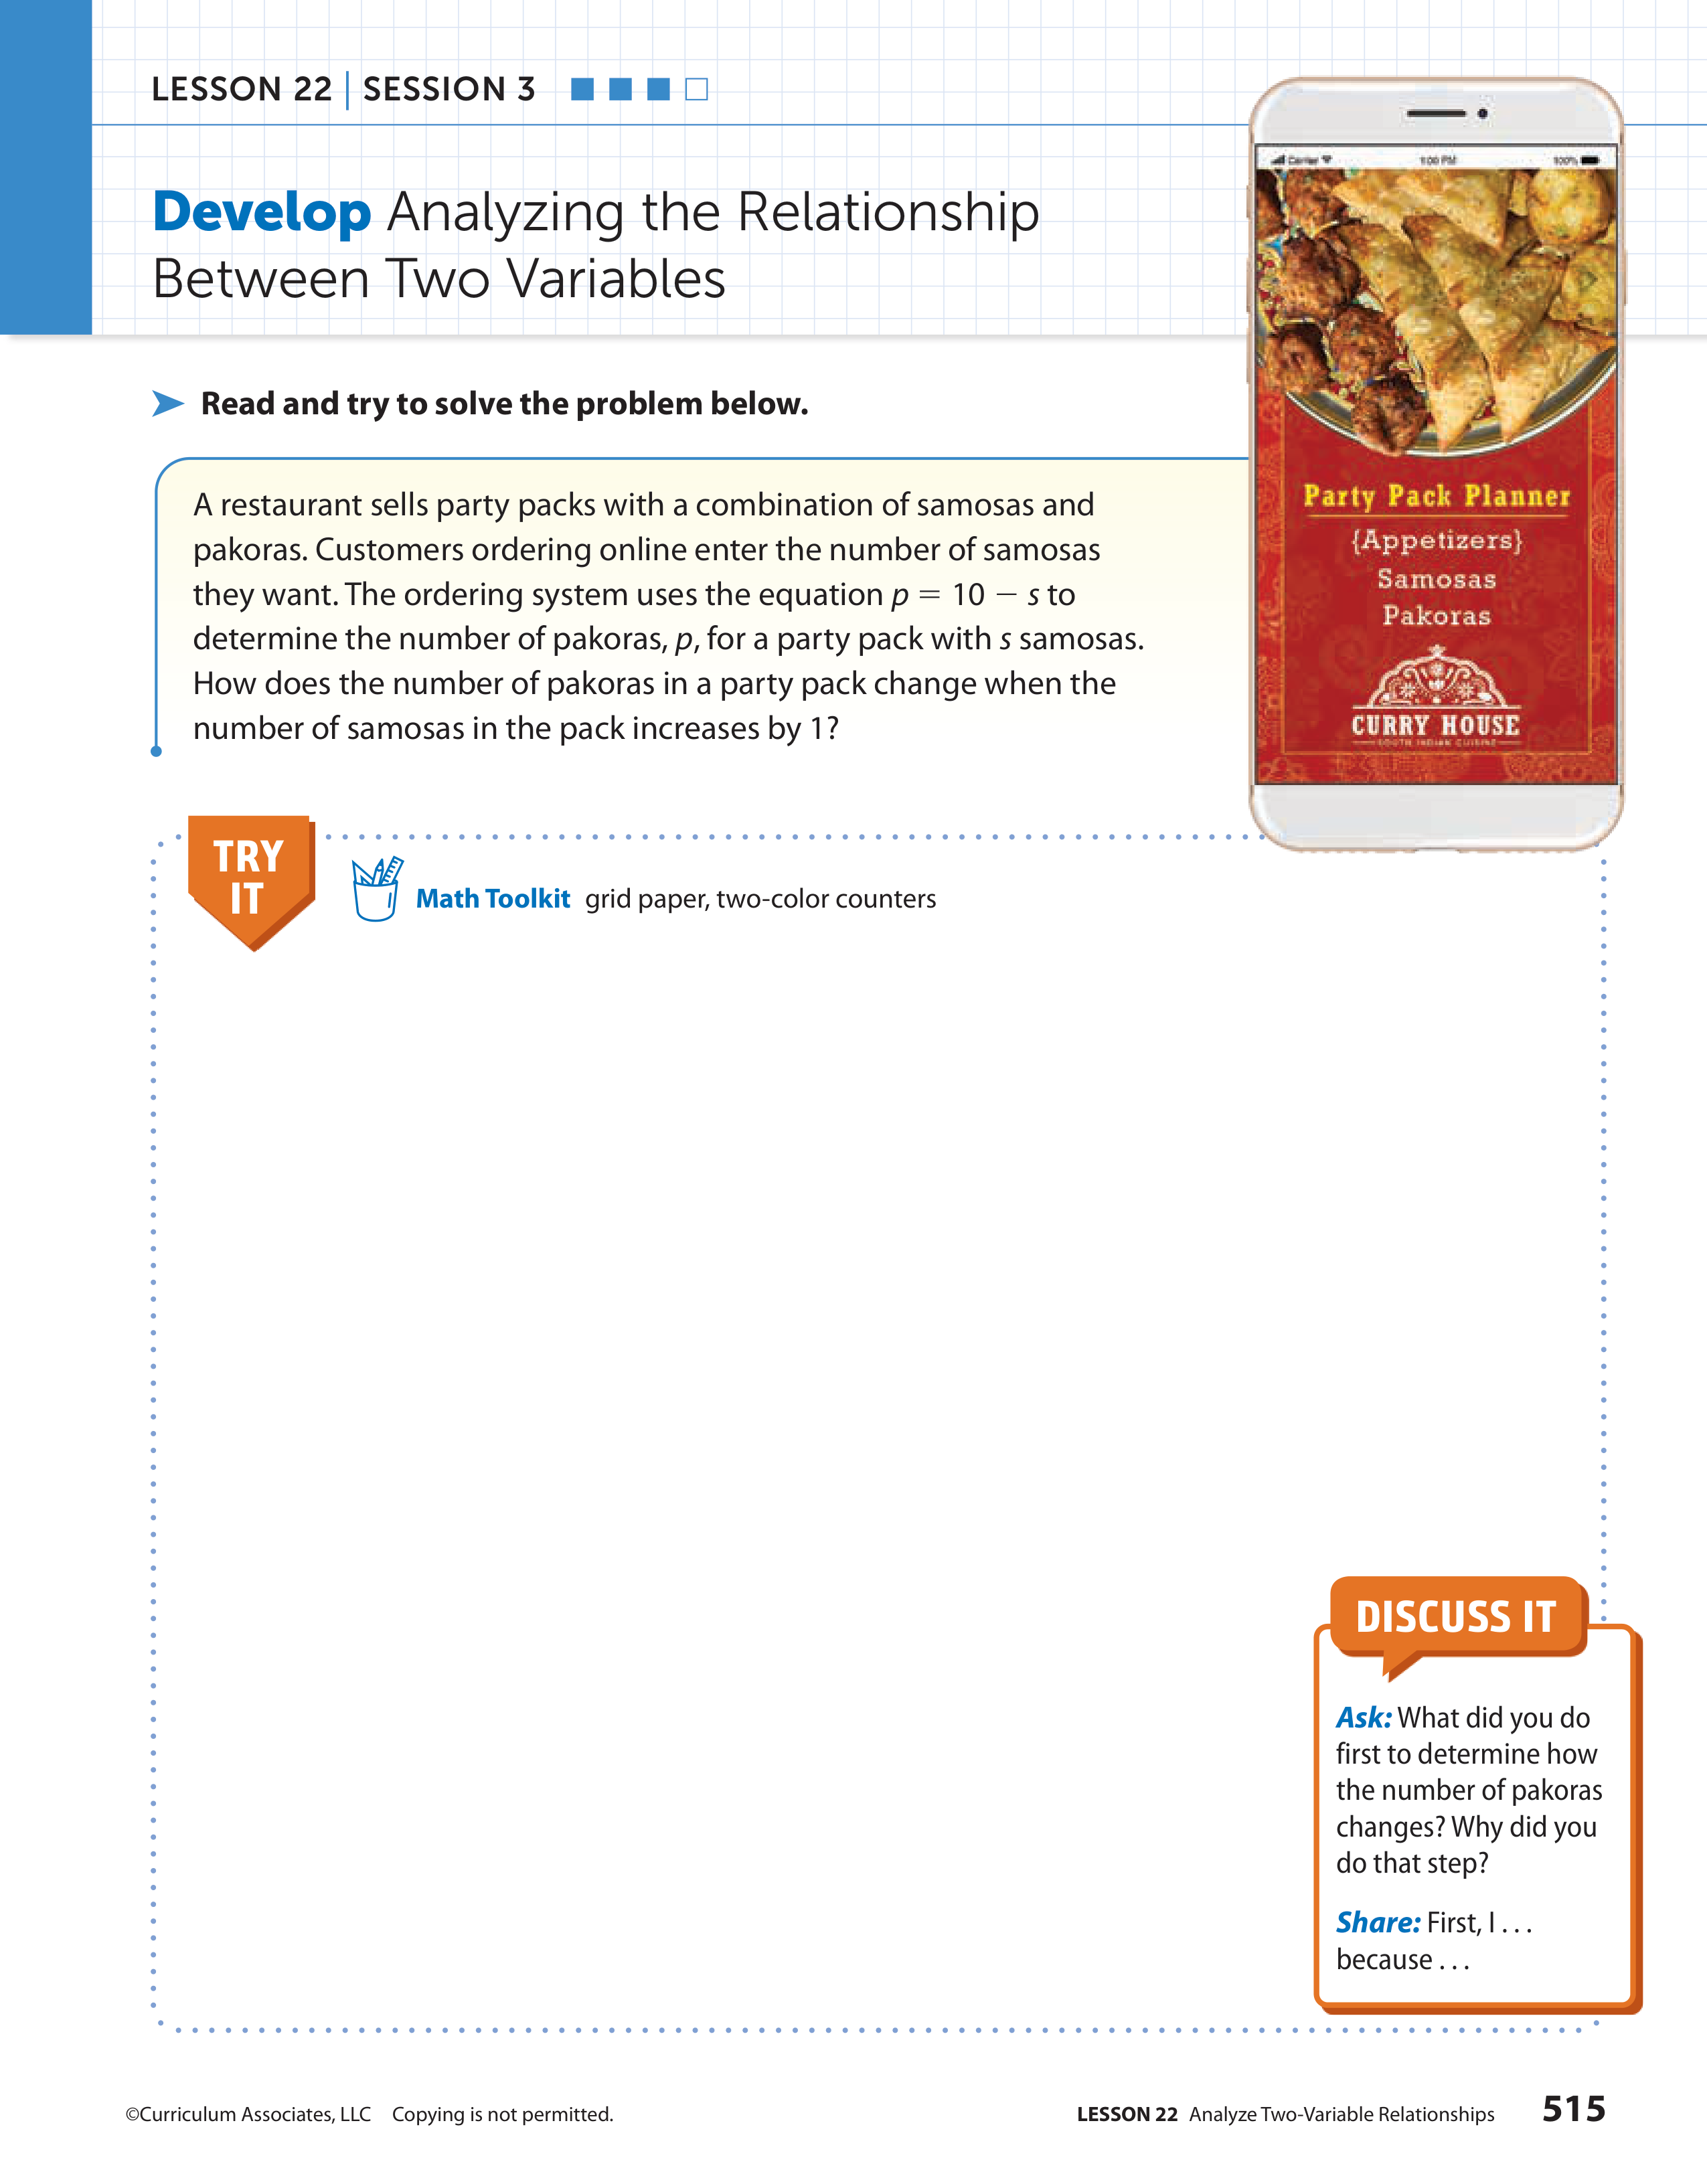 LESSON 22 | SESSION 3
Develop Analyzing the Relationship
Between Two Variables
Carrier
1:00 PM
100%
Read and try to solve the problem below.
A restaurant sells party packs with a combination of samosas and
pakoras. Customers ordering online enter the number of samosas
they want. The ordering system uses the equation p = 10 − s to
determine the number of pakoras, p, for a party pack with s samosas.
How does the number of pakoras in a party pack change when the
number of samosas in the pack increases by 1?
Party Pack Planner
{Appetizers}
Samosas
Pakoras
CURRY HOUSE
SOUTH INDIAN CUISINE
TRY
IT
Math Toolkit grid paper, two-color counters
DISCUSS IT
Ask: What did you do
first to determine how
the number of pakoras
changes? Why did you
do that step?
Share: First, I . . .
because . . .
©Curriculum Associates, LLC Copying is not permitted.
LESSON 22 Analyze Two-Variable Relationships 515